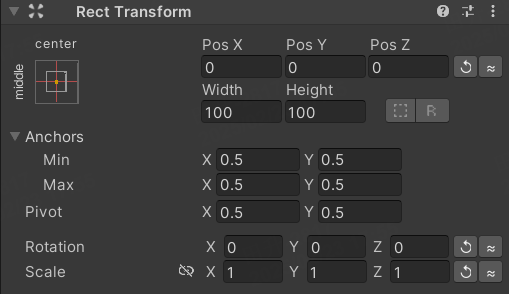 Rect Transform
center
middle
Pos X Pos Y Pos Z
0 0 0
Width Height
100 100 R
Anchors
Min X 0.5 Y 0.5
Max X 0.5 Y 0.5
Pivot X 0.5 Y 0.5
Rotation X 0 Y 0 Z 0
Scale X 1 Y 1 Z 1